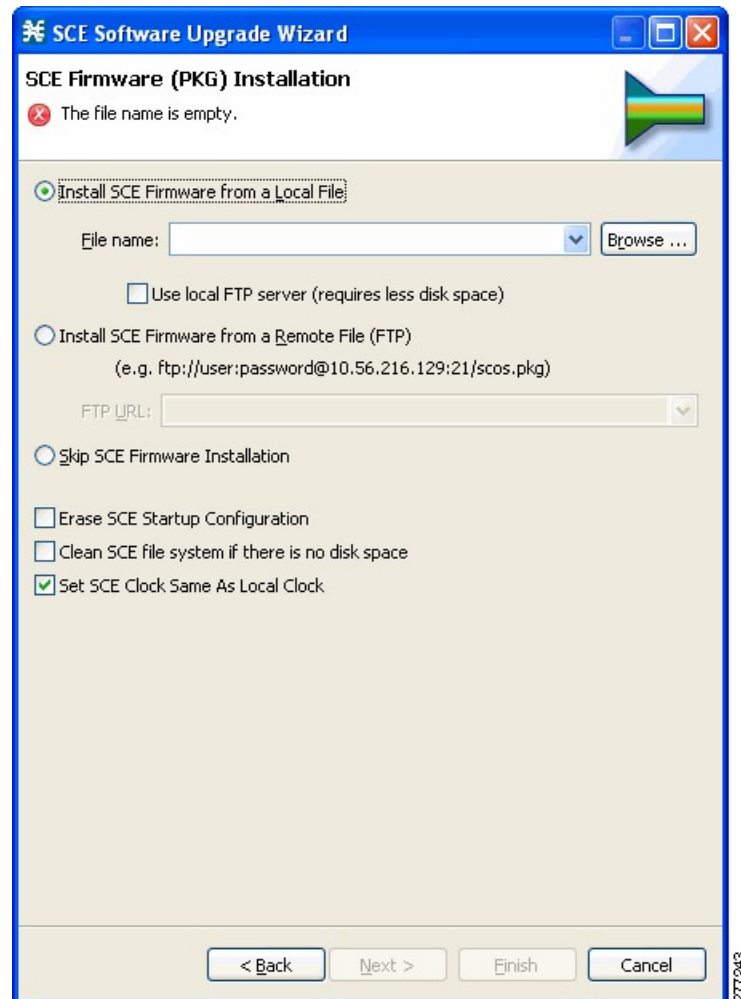 SCE Software Upgrade Wizard
SCE Firmware (PKG) Installation
The file name is empty.
Install SCE Firmware from a Local File
File name:
Browse ...
Use local FTP server (requires less disk space)
Install SCE Firmware from a Remote File (FTP)
(e.g. ftp://user:password@10.56.216.129:21/scos.pkg)
FTP URL:
Skip SCE Firmware Installation
Erase SCE Startup Configuration
Clean SCE file system if there is no disk space
Set SCE Clock Same As Local Clock
< Back
Next >
Finish
Cancel
277243